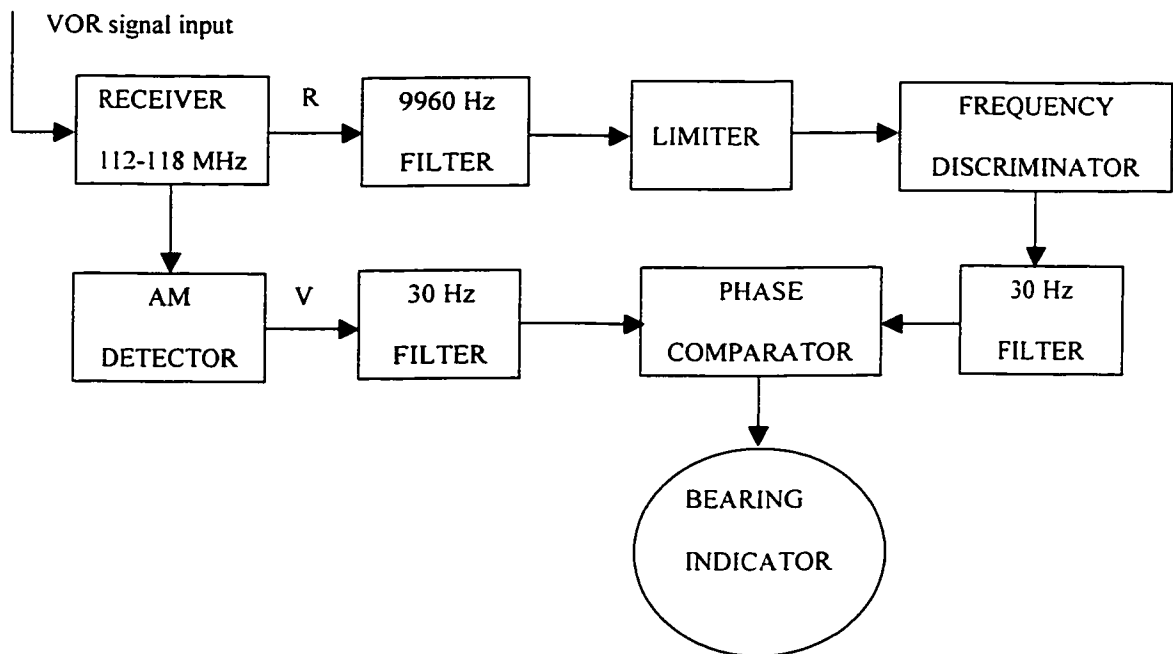 VOR signal input
RECEIVER
112-118 MHz
R
9960 Hz
FILTER
LIMITER
FREQUENCY
DISCRIMINATOR
AM
DETECTOR
V
30 Hz
FILTER
PHASE
COMPARATOR
30 Hz
FILTER
BEARING
INDICATOR